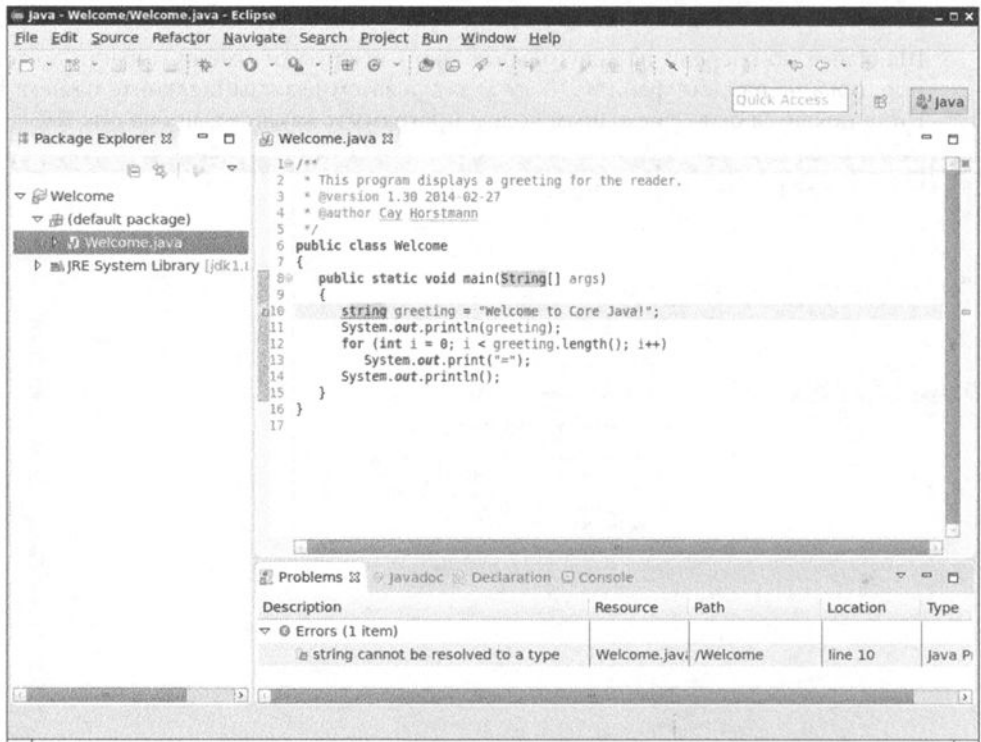 Java - Welcome/Welcome.java - Eclipse
File Edit Source Refactor Navigate Search Project Run Window Help
Quick Access
Java
Package Explorer
Welcome
(default package)
Welcome.java
JRE System Library [jdk1.
Welcome.java
1 /**
2 * This program displays a greeting for the reader.
3 * @version 1.30 2014-02-27
4 * @author Cay Horstmann
5 */
6 public class Welcome
7 {
8 public static void main(String[] args)
9 {
10 string greeting = "Welcome to Core Java!";
11 System.out.println(greeting);
12 for (int i = 0; i < greeting.length(); i++)
13 System.out.print("=");
14 System.out.println();
15 }
16 }
17
Problems Javadoc Declaration Console
Description Resource Path Location Type
Errors (1 item)
string cannot be resolved to a type Welcome.jav /Welcome line 10 Java P